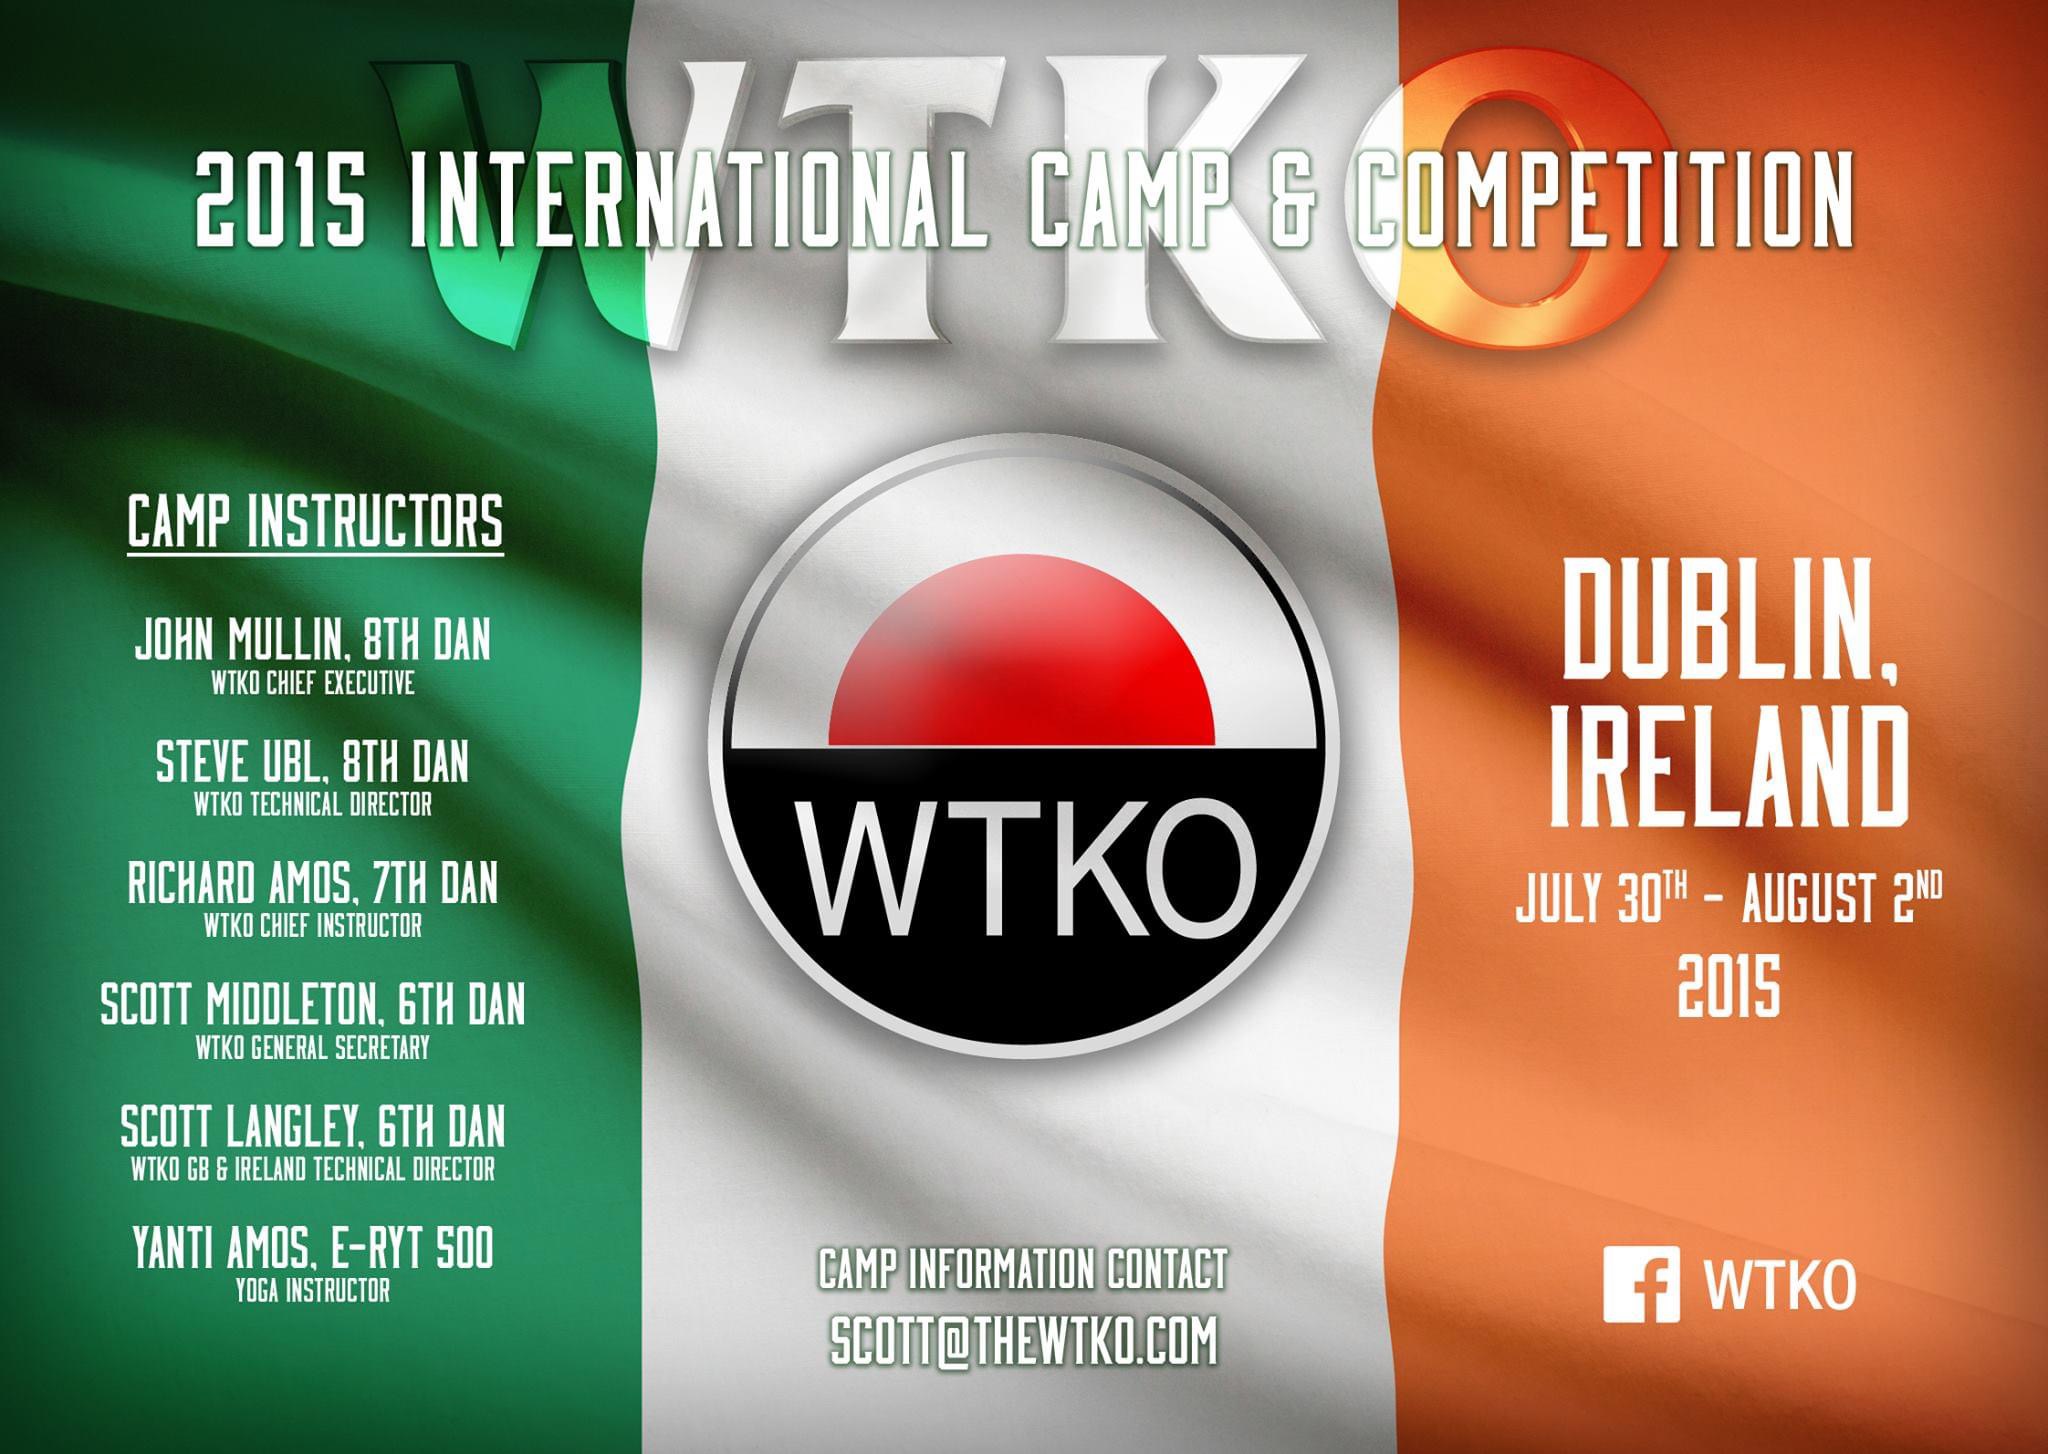 WTKO
2015 INTERNATIONAL CAMP & COMPETITION
CAMP INSTRUCTORS
JOHN MULLIN, 8TH DAN
WTKO CHIEF EXECUTIVE
STEVE UBL, 8TH DAN
WTKO TECHNICAL DIRECTOR
RICHARD AMOS, 7TH DAN
WTKO CHIEF INSTRUCTOR
SCOTT MIDDLETON, 6TH DAN
WTKO GENERAL SECRETARY
SCOTT LANGLEY, 6TH DAN
WTKO GB & IRELAND TECHNICAL DIRECTOR
YANTI AMOS, E-RYT 500
YOGA INSTRUCTOR
WTKO
CAMP INFORMATION CONTACT
SCOTT@THEWTKO.COM
DUBLIN,
IRELAND
JULY 30TH - AUGUST 2ND
2015
f WTKO